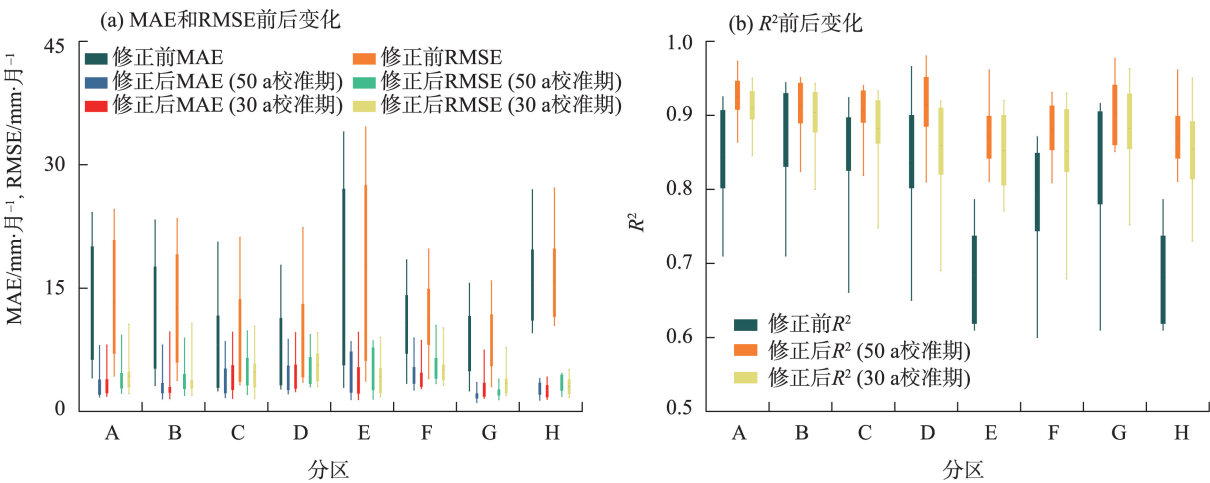 (a) MAE和RMSE前后变化
MAE/mm·月⁻¹, RMSE/mm·月⁻¹
45
30
15
0
修正前MAE
修正前RMSE
修正后MAE (50 a校准期)
修正后RMSE (50 a校准期)
修正后MAE (30 a校准期)
修正后RMSE (30 a校准期)
A B C D E F G H
分区
(b) R²前后变化
R²
1.0
0.9
0.8
0.7
0.6
0.5
修正前R²
修正后R² (50 a校准期)
修正后R² (30 a校准期)
A B C D E F G H
分区